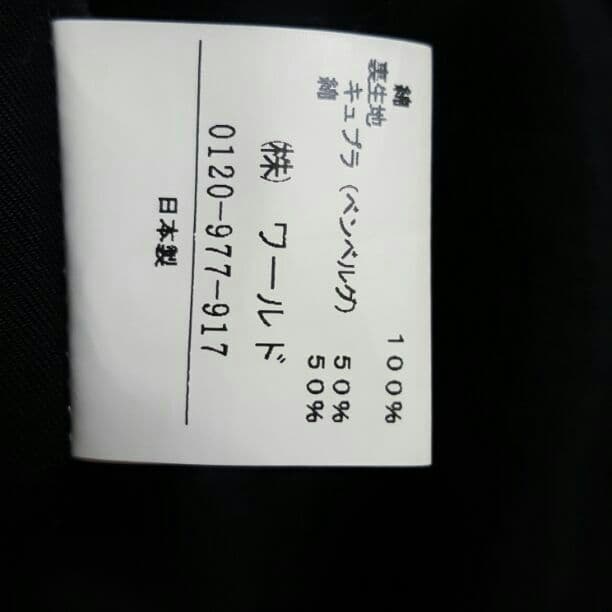 綿 100%
裏生地
キュプラ (ベンベルグ) 50%
綿 50%
(株) ワールド
0120-977-917
日本製